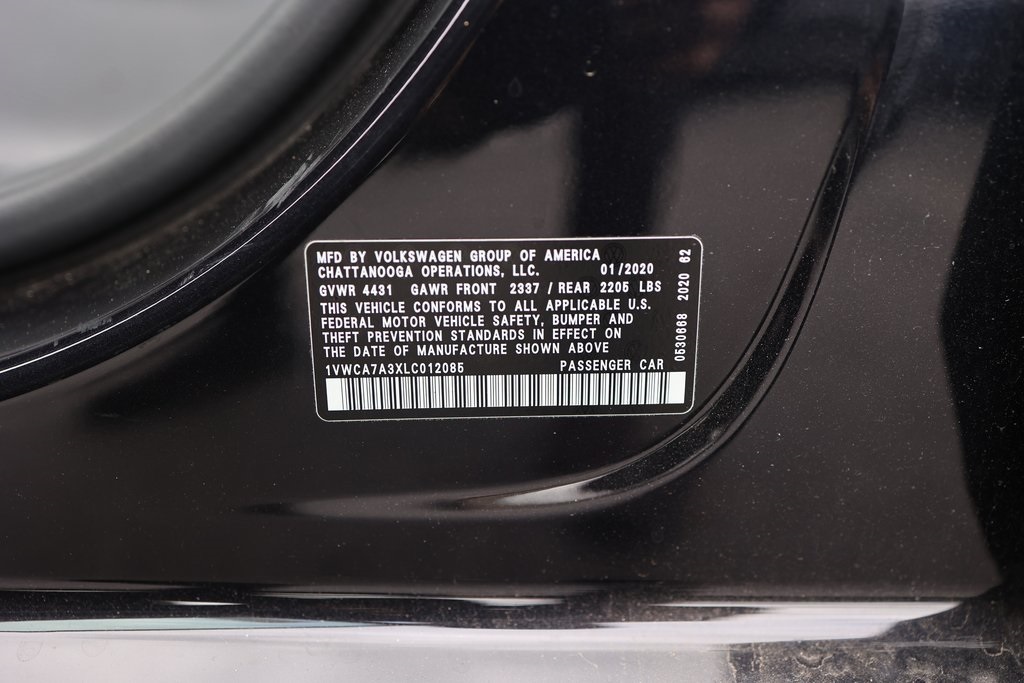 MFD BY VOLKSWAGEN GROUP OF AMERICA
CHATTANOOGA OPERATIONS, LLC. 01/2020
GVWR 4431 GAWR FRONT 2337 / REAR 2205 LBS
THIS VEHICLE CONFORMS TO ALL APPLICABLE U.S.
FEDERAL MOTOR VEHICLE SAFETY, BUMPER AND
THEFT PREVENTION STANDARDS IN EFFECT ON
THE DATE OF MANUFACTURE SHOWN ABOVE
1VWCA7A3XLC012085 PASSENGER CAR
0530668 2020 62